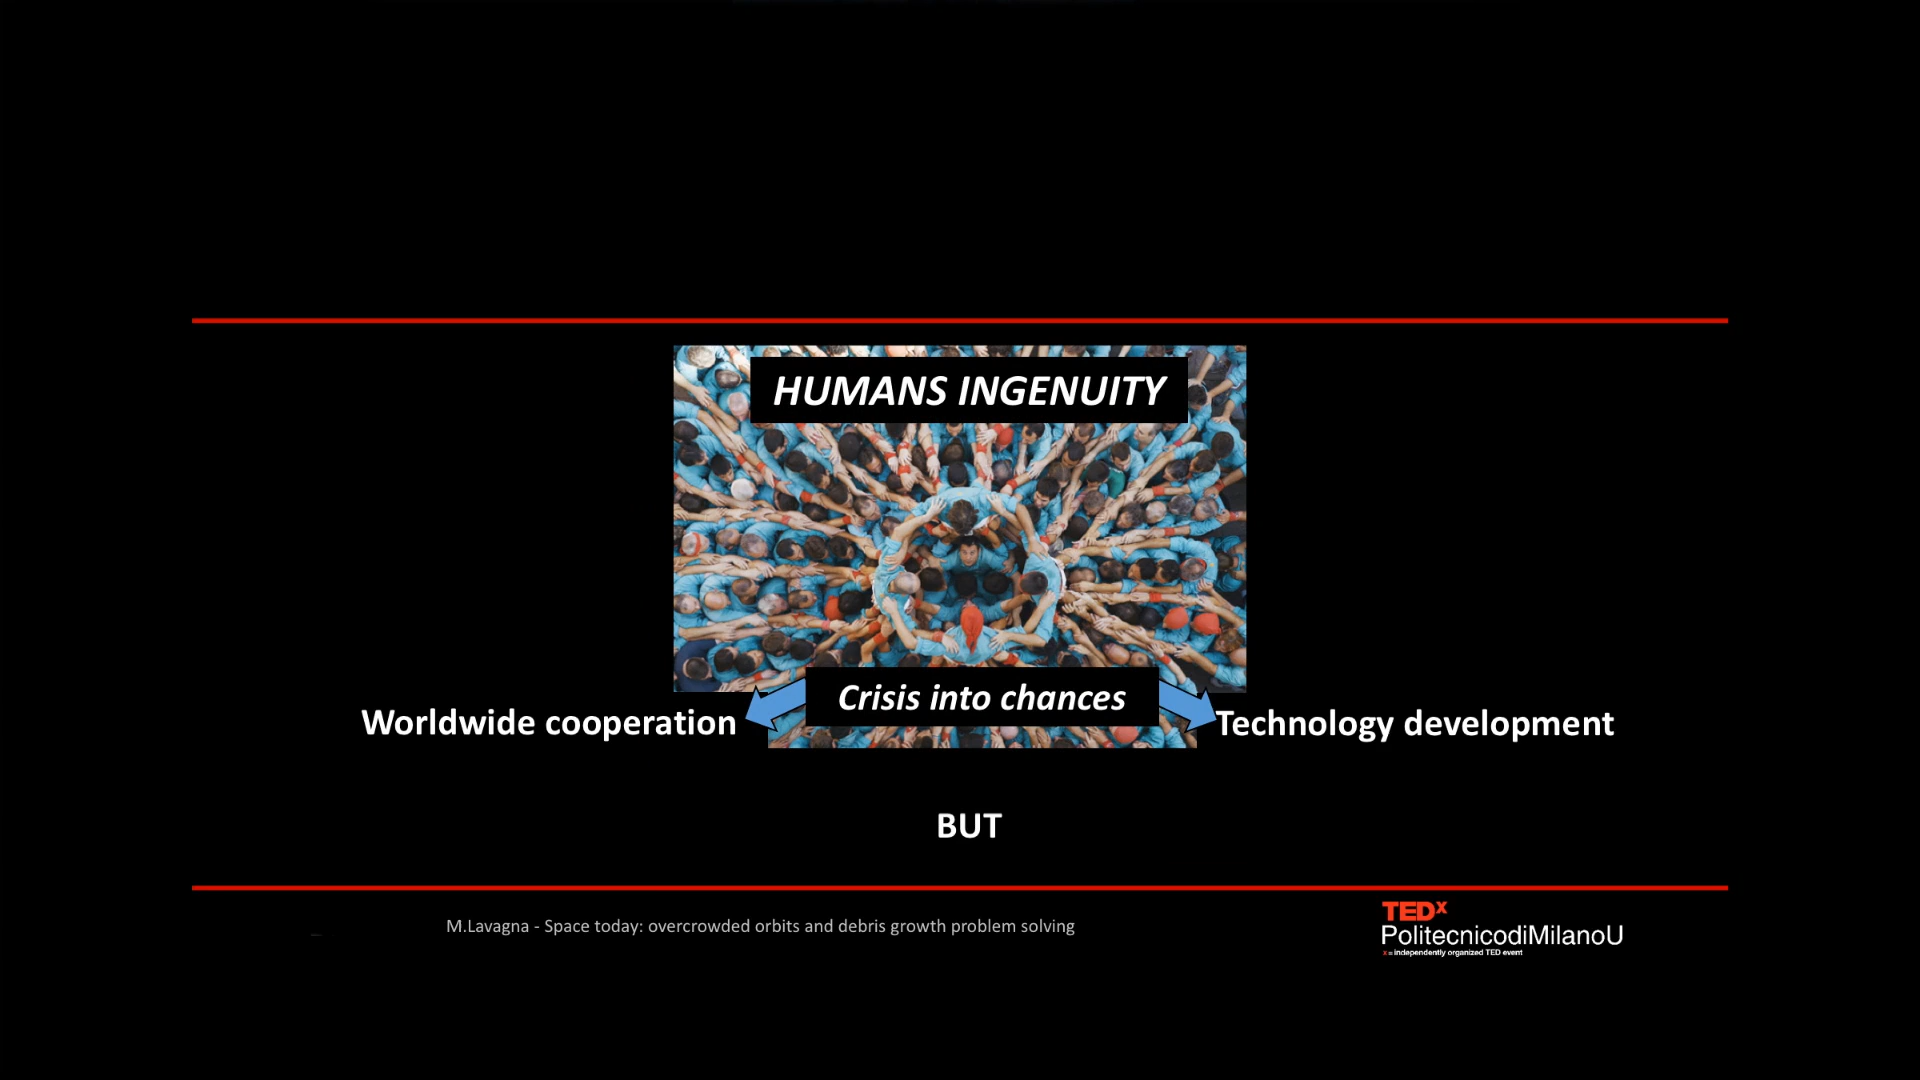 HUMANS INGENUITY
Crisis into chances
Worldwide cooperation
Technology development
BUT
M.Lavagna - Space today: overcrowded orbits and debris growth problem solving
TEDx
PolitecnicodiMilanoU
x = independently organized TED event